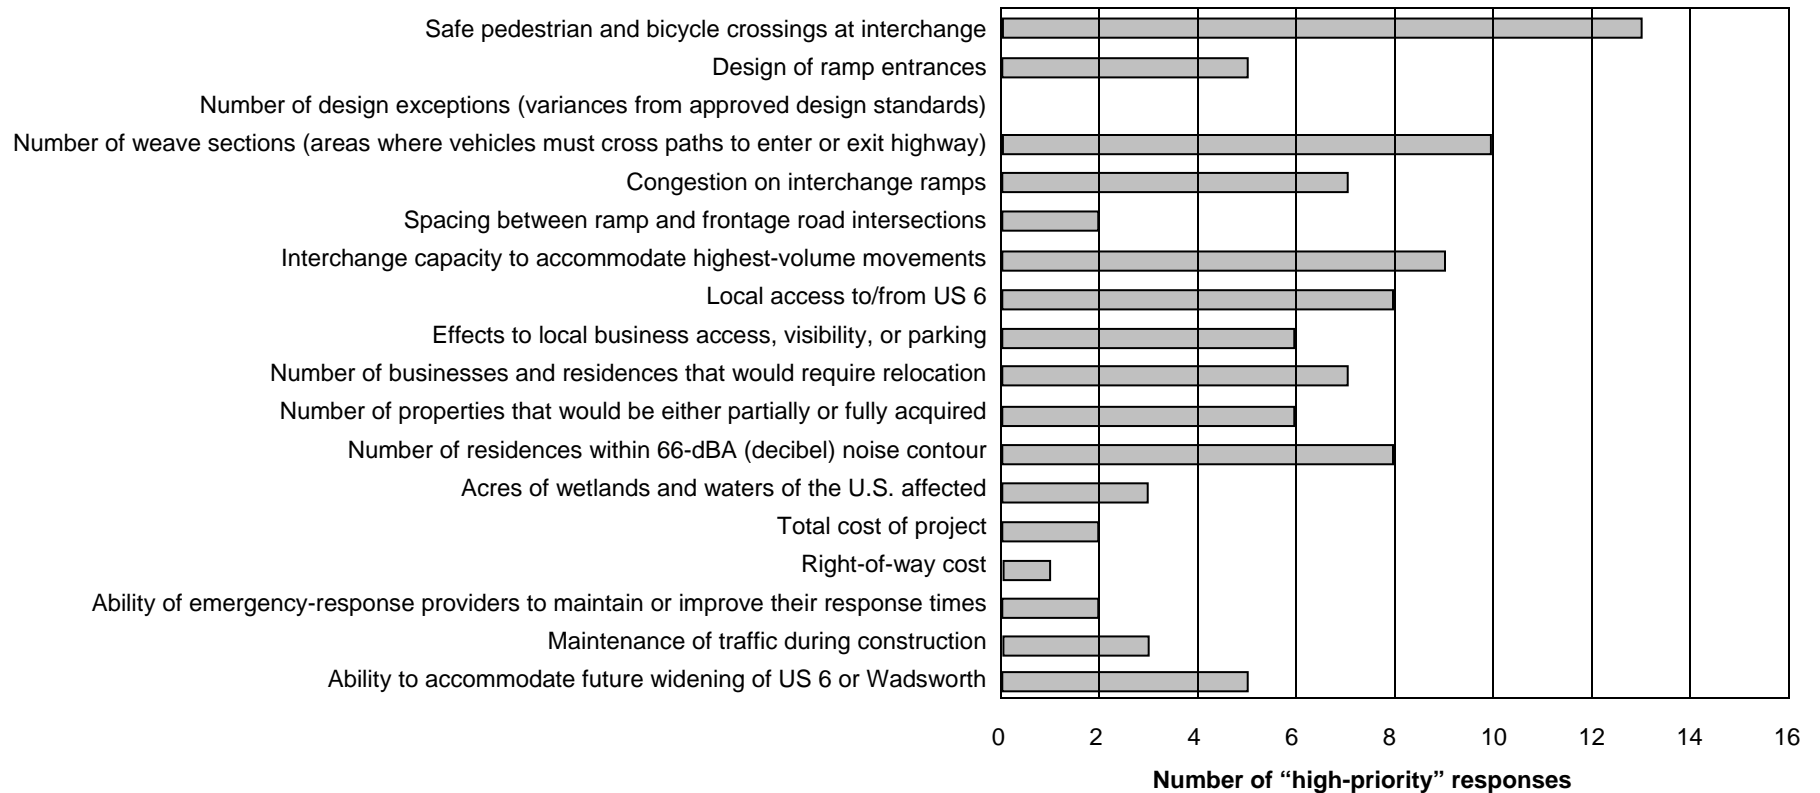 Safe pedestrian and bicycle crossings at interchange
Design of ramp entrances
Number of design exceptions (variances from approved design standards)
Number of weave sections (areas where vehicles must cross paths to enter or exit highway)
Congestion on interchange ramps
Spacing between ramp and frontage road intersections
Interchange capacity to accommodate highest-volume movements
Local access to/from US 6
Effects to local business access, visibility, or parking
Number of businesses and residences that would require relocation
Number of properties that would be either partially or fully acquired
Number of residences within 66-dBA (decibel) noise contour
Acres of wetlands and waters of the U.S. affected
Total cost of project
Right-of-way cost
Ability of emergency-response providers to maintain or improve their response times
Maintenance of traffic during construction
Ability to accommodate future widening of US 6 or Wadsworth
0 2 4 6 8 10 12 14 16
Number of “high-priority” responses